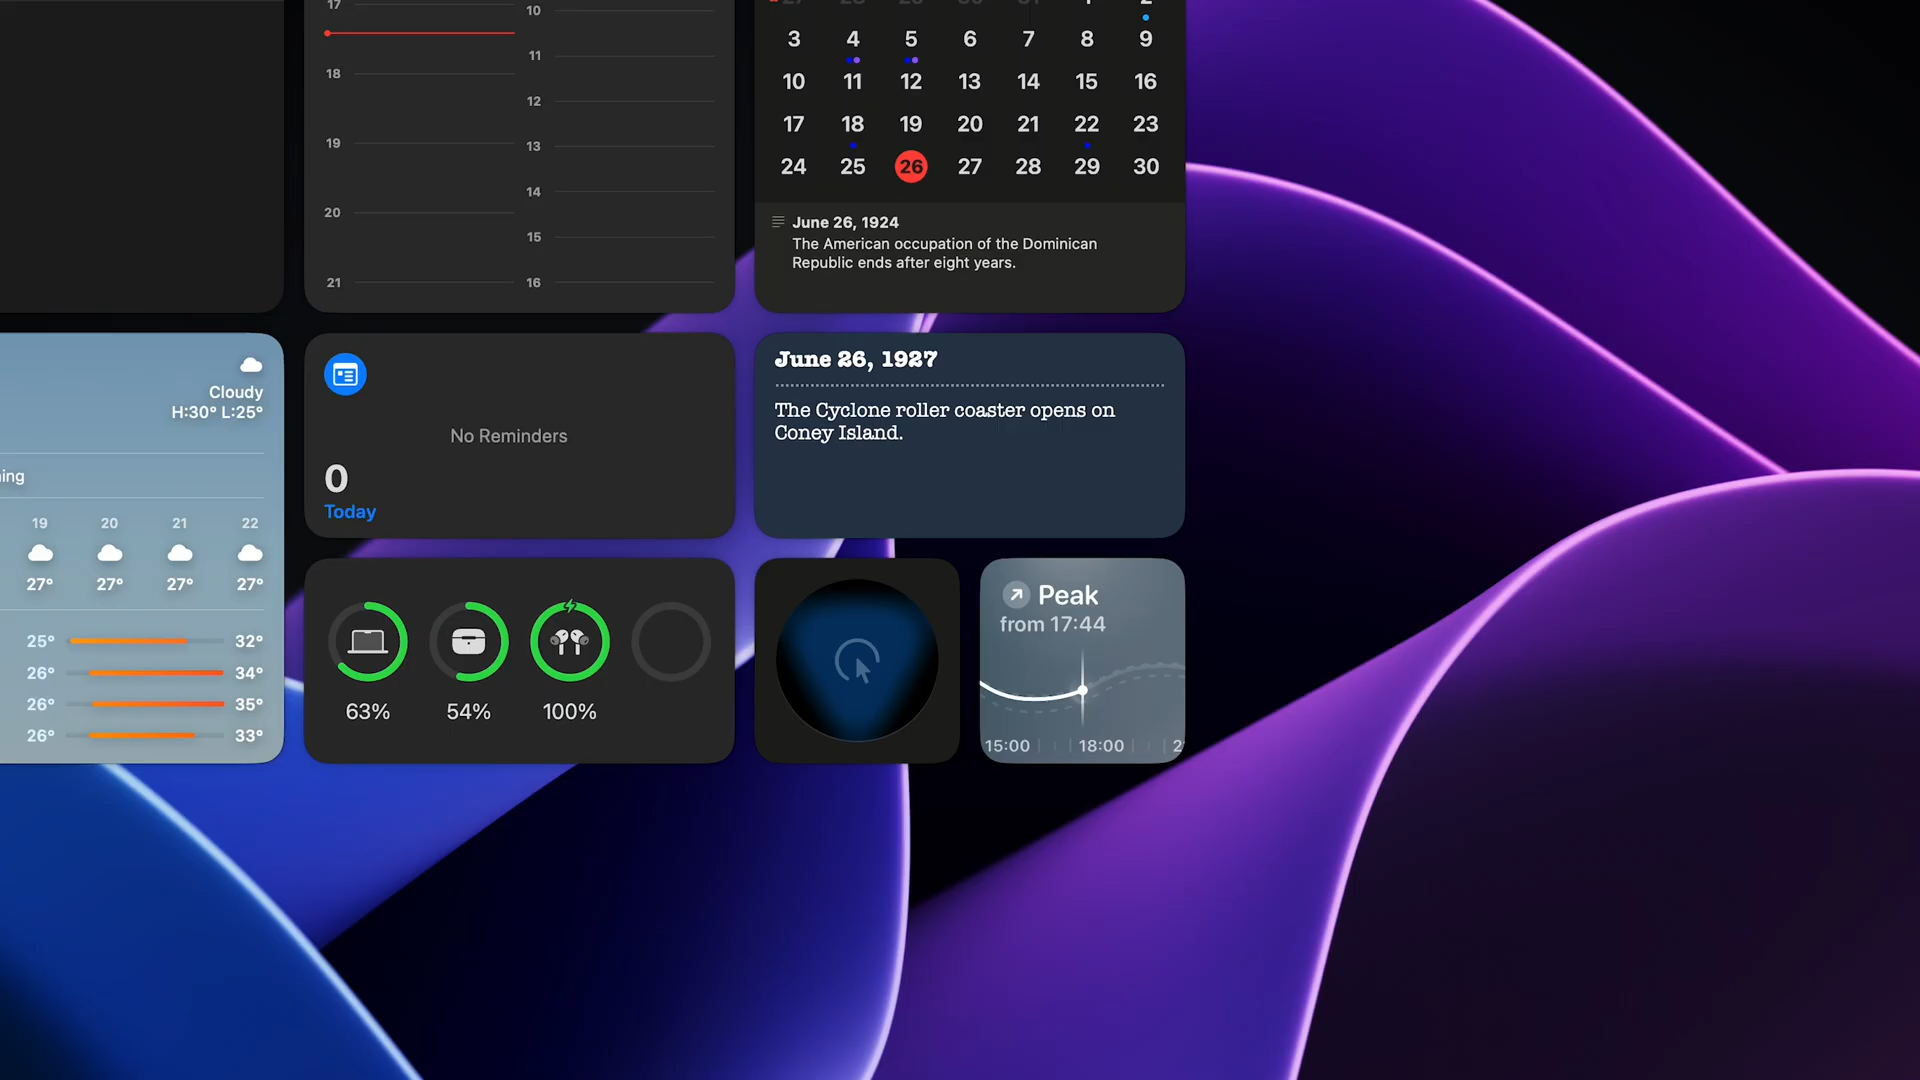 17
18
19
20
21
10
11
12
13
14
15
16
3 4 5 6 7 8 9
10 11 12 13 14 15 16
17 18 19 20 21 22 23
24 25 26 27 28 29 30
June 26, 1924
The American occupation of the Dominican
Republic ends after eight years.
Cloudy
H:30° L:25°
19 20 21 22
27° 27° 27° 27°
25° 32°
26° 34°
26° 35°
26° 33°
No Reminders
0
Today
June 26, 1927
The Cyclone roller coaster opens on
Coney Island.
63% 54% 100%
Peak
from 17:44
15:00 18:00